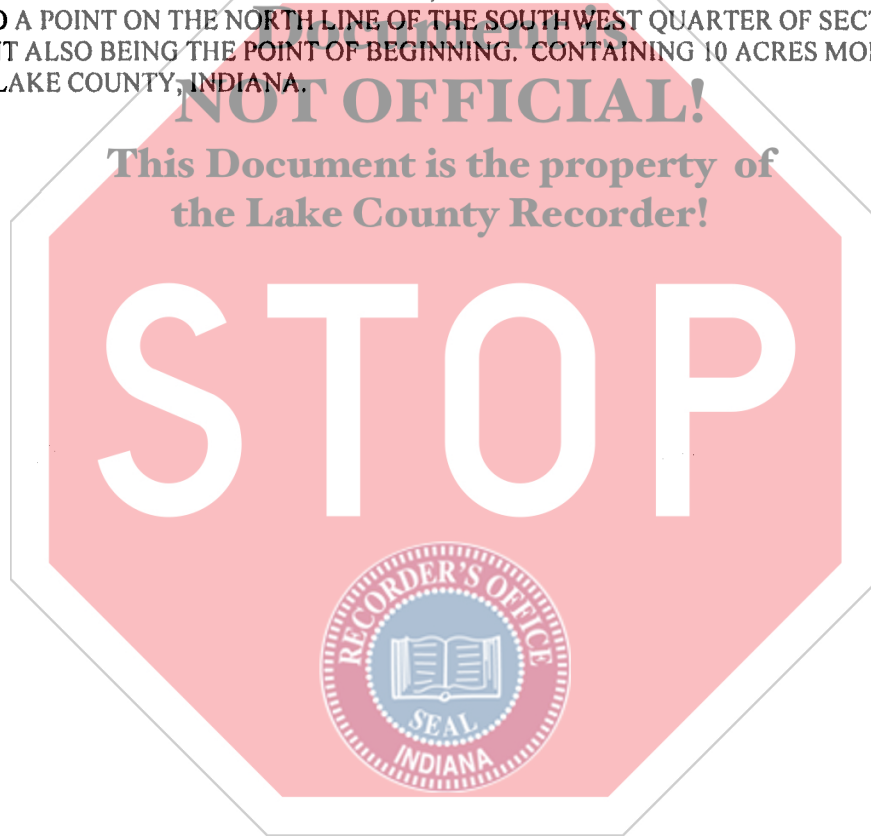 A POINT ON THE NORTH LINE OF THE SOUTHWEST QUARTER OF
Document is
ALSO BEING THE POINT OF BEGINNING. CONTAINING 10 ACRES
LAKE COUNTY, INDIANA.
NOT OFFICIAL!
This Document is the property of
the Lake County Recorder!
STOP
RECORDER'S OFFICE
SEAL
INDIANA